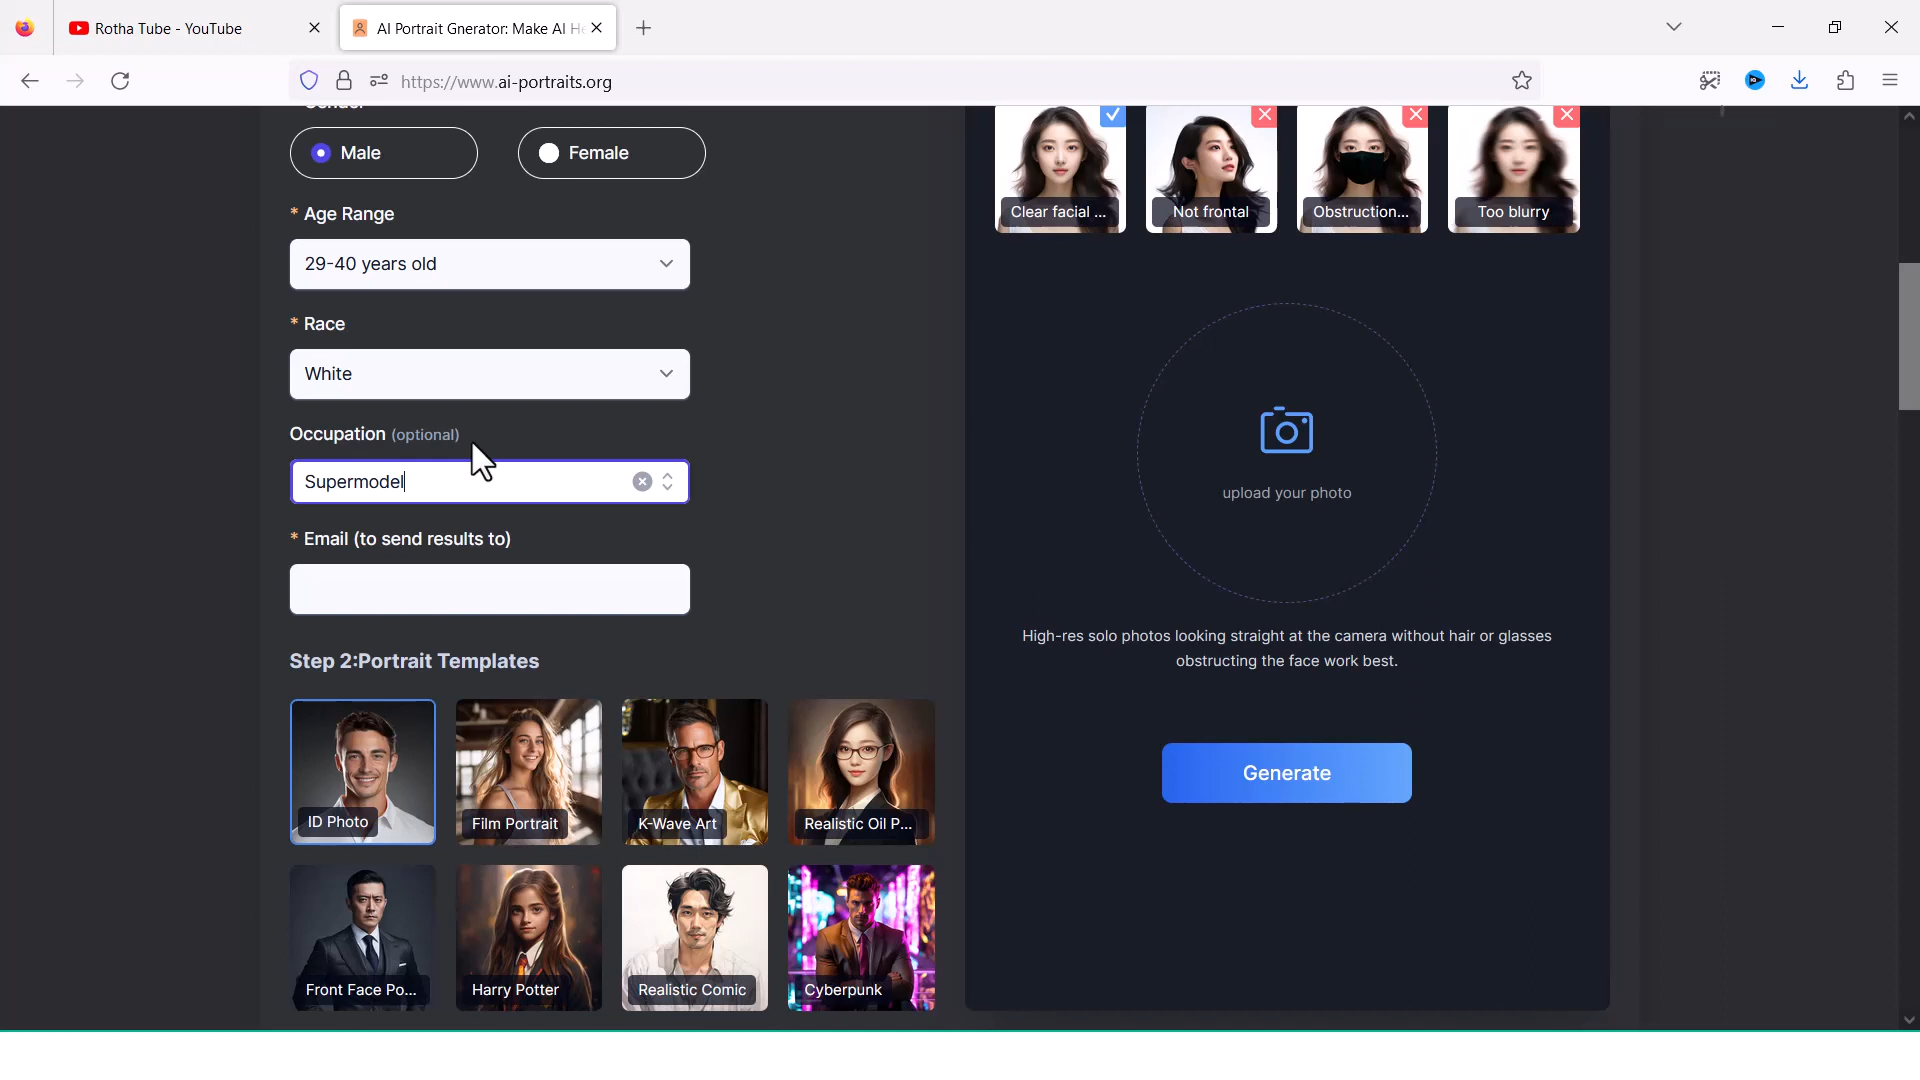 Rotha Tube - YouTube
AI Portrait Gnerator: Make AI He
https://www.ai-portraits.org
Gender
Male
Female
* Age Range
29-40 years old
* Race
White
Occupation (optional)
Supermodel
* Email (to send results to)
Step 2:Portrait Templates
ID Photo
Film Portrait
K-Wave Art
Realistic Oil P...
Front Face Po...
Harry Potter
Realistic Comic
Cyberpunk
Clear facial ...
Not frontal
Obstruction...
Too blurry
upload your photo
High-res solo photos looking straight at the camera without hair or glasses
obstructing the face work best.
Generate